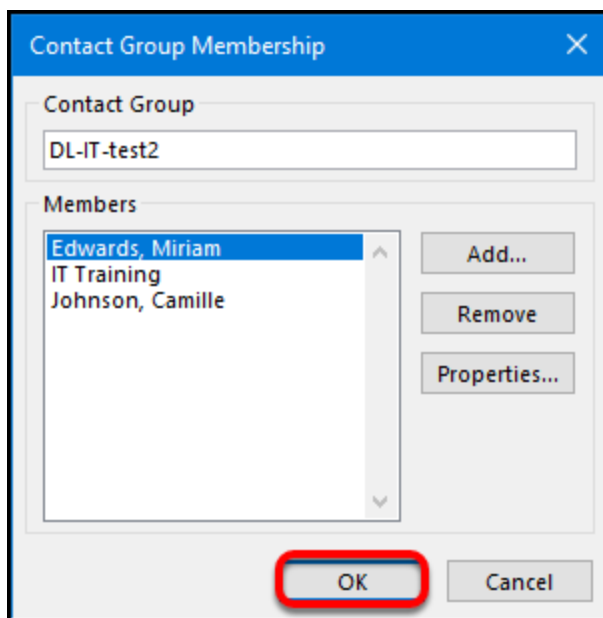 Contact Group Membership
Contact Group
DL-IT-test2
Members
Edwards, Miriam
IT Training
Johnson, Camille
Add...
Remove
Properties...
OK
Cancel